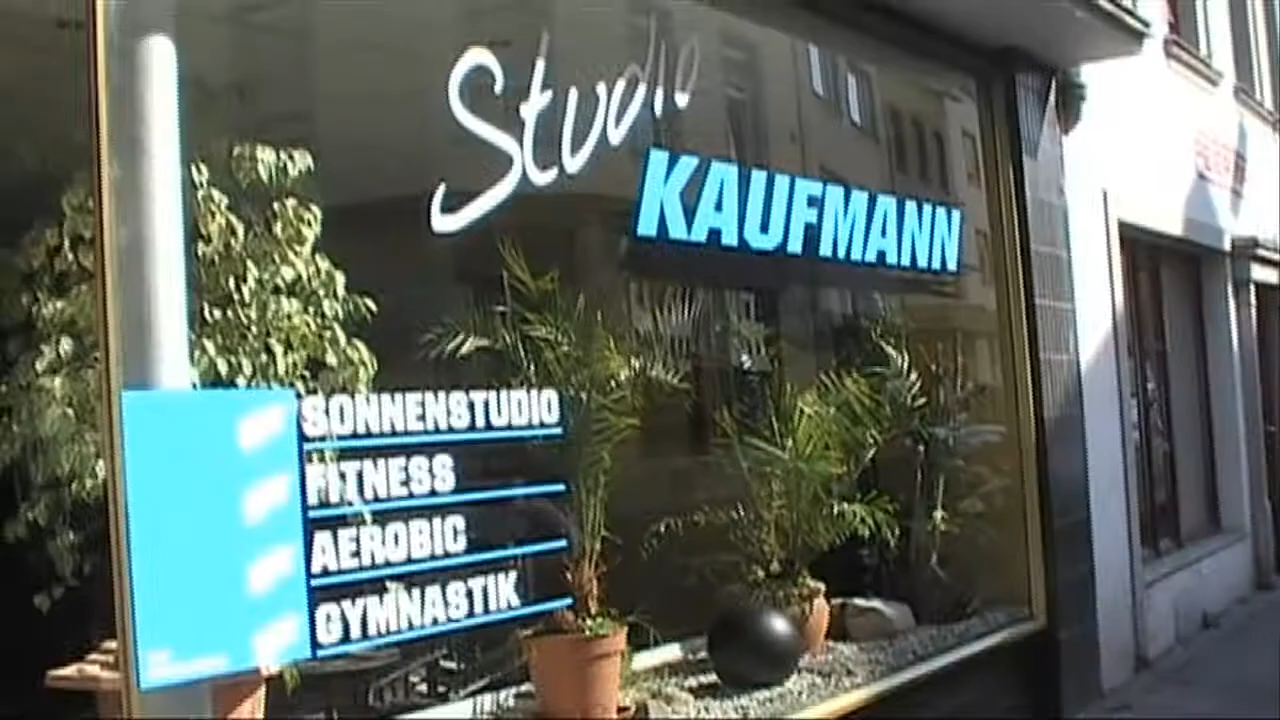 Studio
KAUFMANN
SONNENSTUDIO
FITNESS
AEROBIC
GYMNASTIK